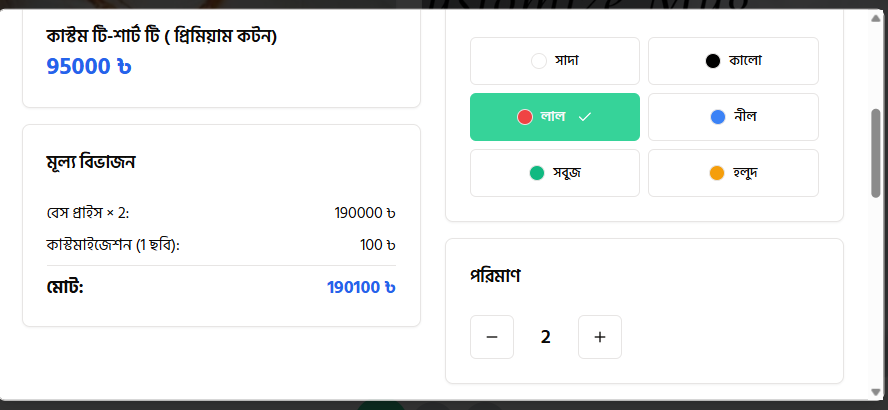 কাস্টম টি-শার্ট টি ( প্রিমিয়াম কটন)
95000 ৳
মূল্য বিভাজন
বেস প্রাইস × 2: 190000 ৳
কাস্টমাইজেশন (1 ছবি): 100 ৳
মোট: 190100 ৳
সাদা
কালো
লাল
নীল
সবুজ
হলুদ
পরিমাণ
− 2 +